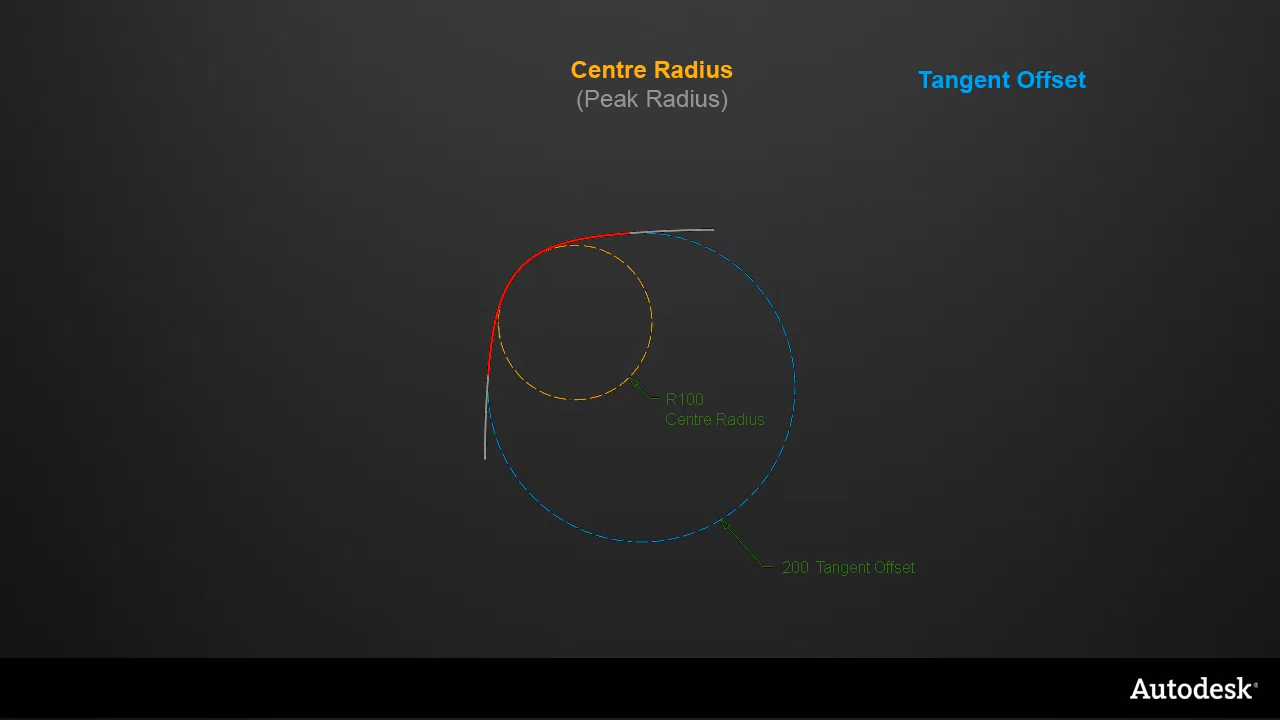 Centre Radius
(Peak Radius)
Tangent Offset
R100
Centre Radius
200 Tangent Offset
Autodesk®